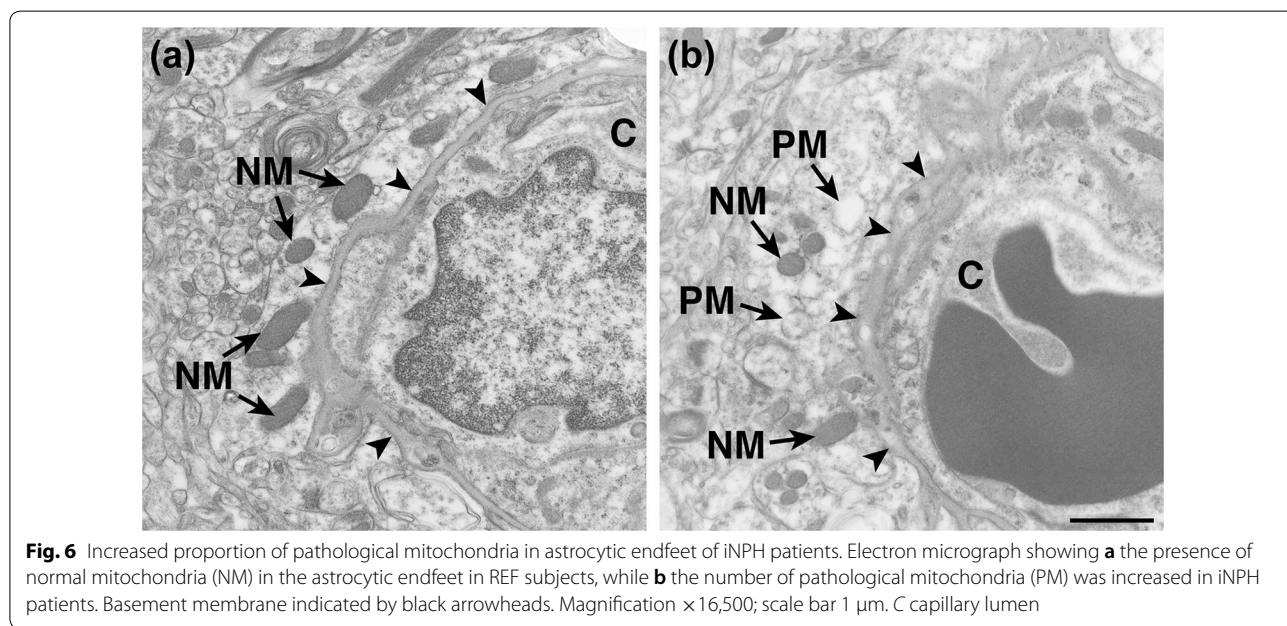 (a)
C
NM
NM
(b)
PM
NM
C
PM
NM
Fig. 6 Increased proportion of pathological mitochondria in astrocytic endfeet of iNPH patients. Electron micrograph showing a the presence of
normal mitochondria (NM) in the astrocytic endfeet in REF subjects, while b the number of pathological mitochondria (PM) was increased in iNPH
patients. Basement membrane indicated by black arrowheads. Magnification ×16,500; scale bar 1 μm. C capillary lumen